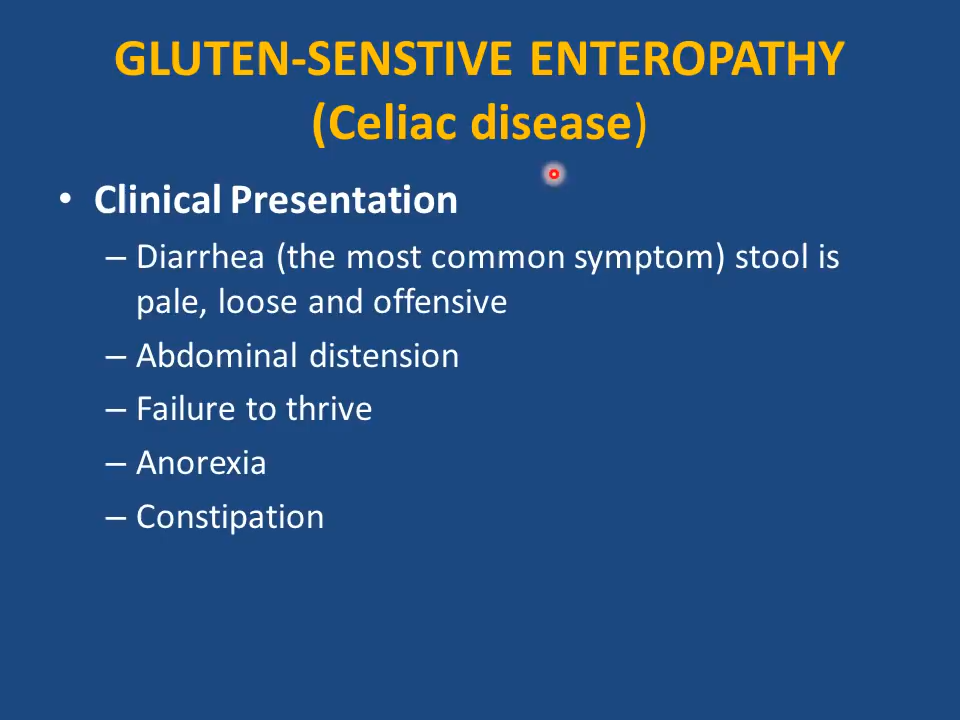 GLUTEN-SENSTIVE ENTEROPATHY
(Celiac disease)
• Clinical Presentation
– Diarrhea (the most common symptom) stool is
pale, loose and offensive
– Abdominal distension
– Failure to thrive
– Anorexia
– Constipation